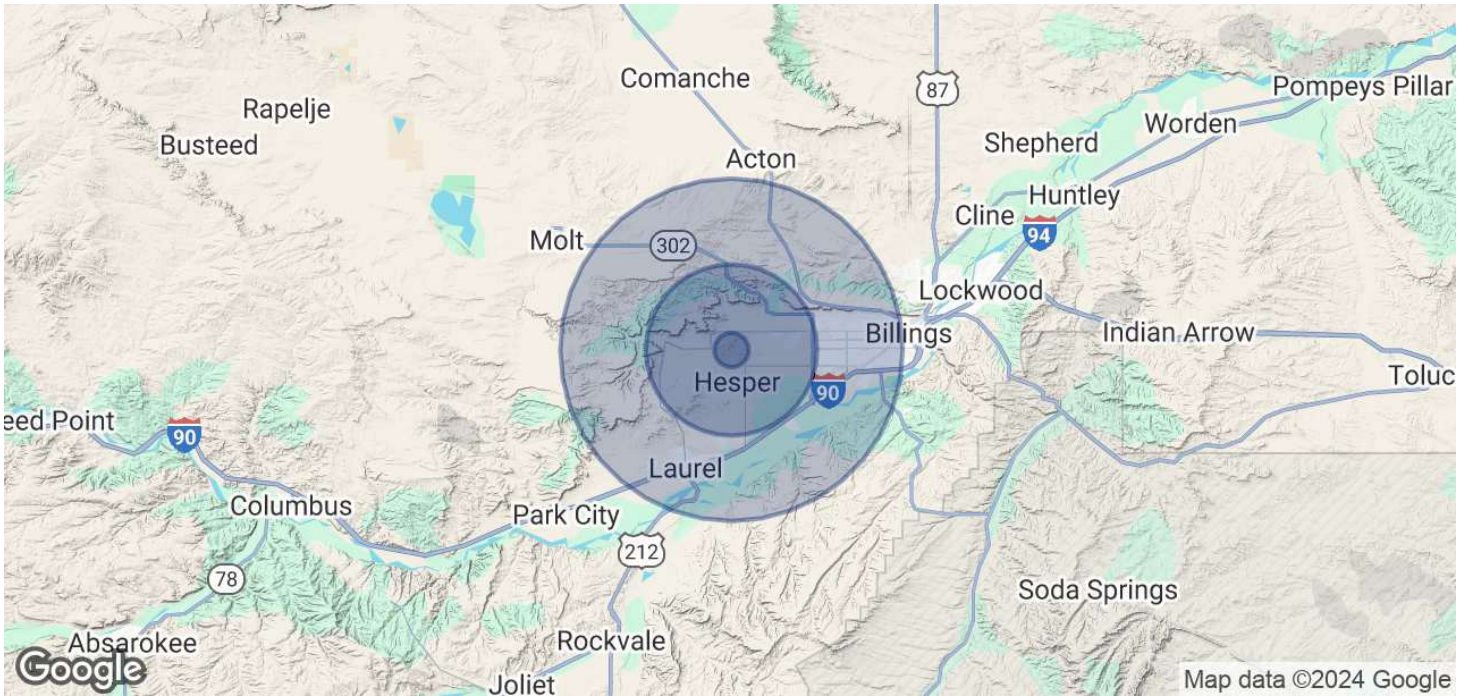 Comanche
87
Pompeys Pillar
Rapelje
Worden
Busteed
Shepherd
Acton
Huntley
Cline
94
Molt
302
Lockwood
Billings
Indian Arrow
Toluc
Hesper
90
eed Point
90
Laurel
Columbus
Park City
212
78
Soda Springs
Absarokee
Rockvale
Google
Joliet
Map data ©2024 Google